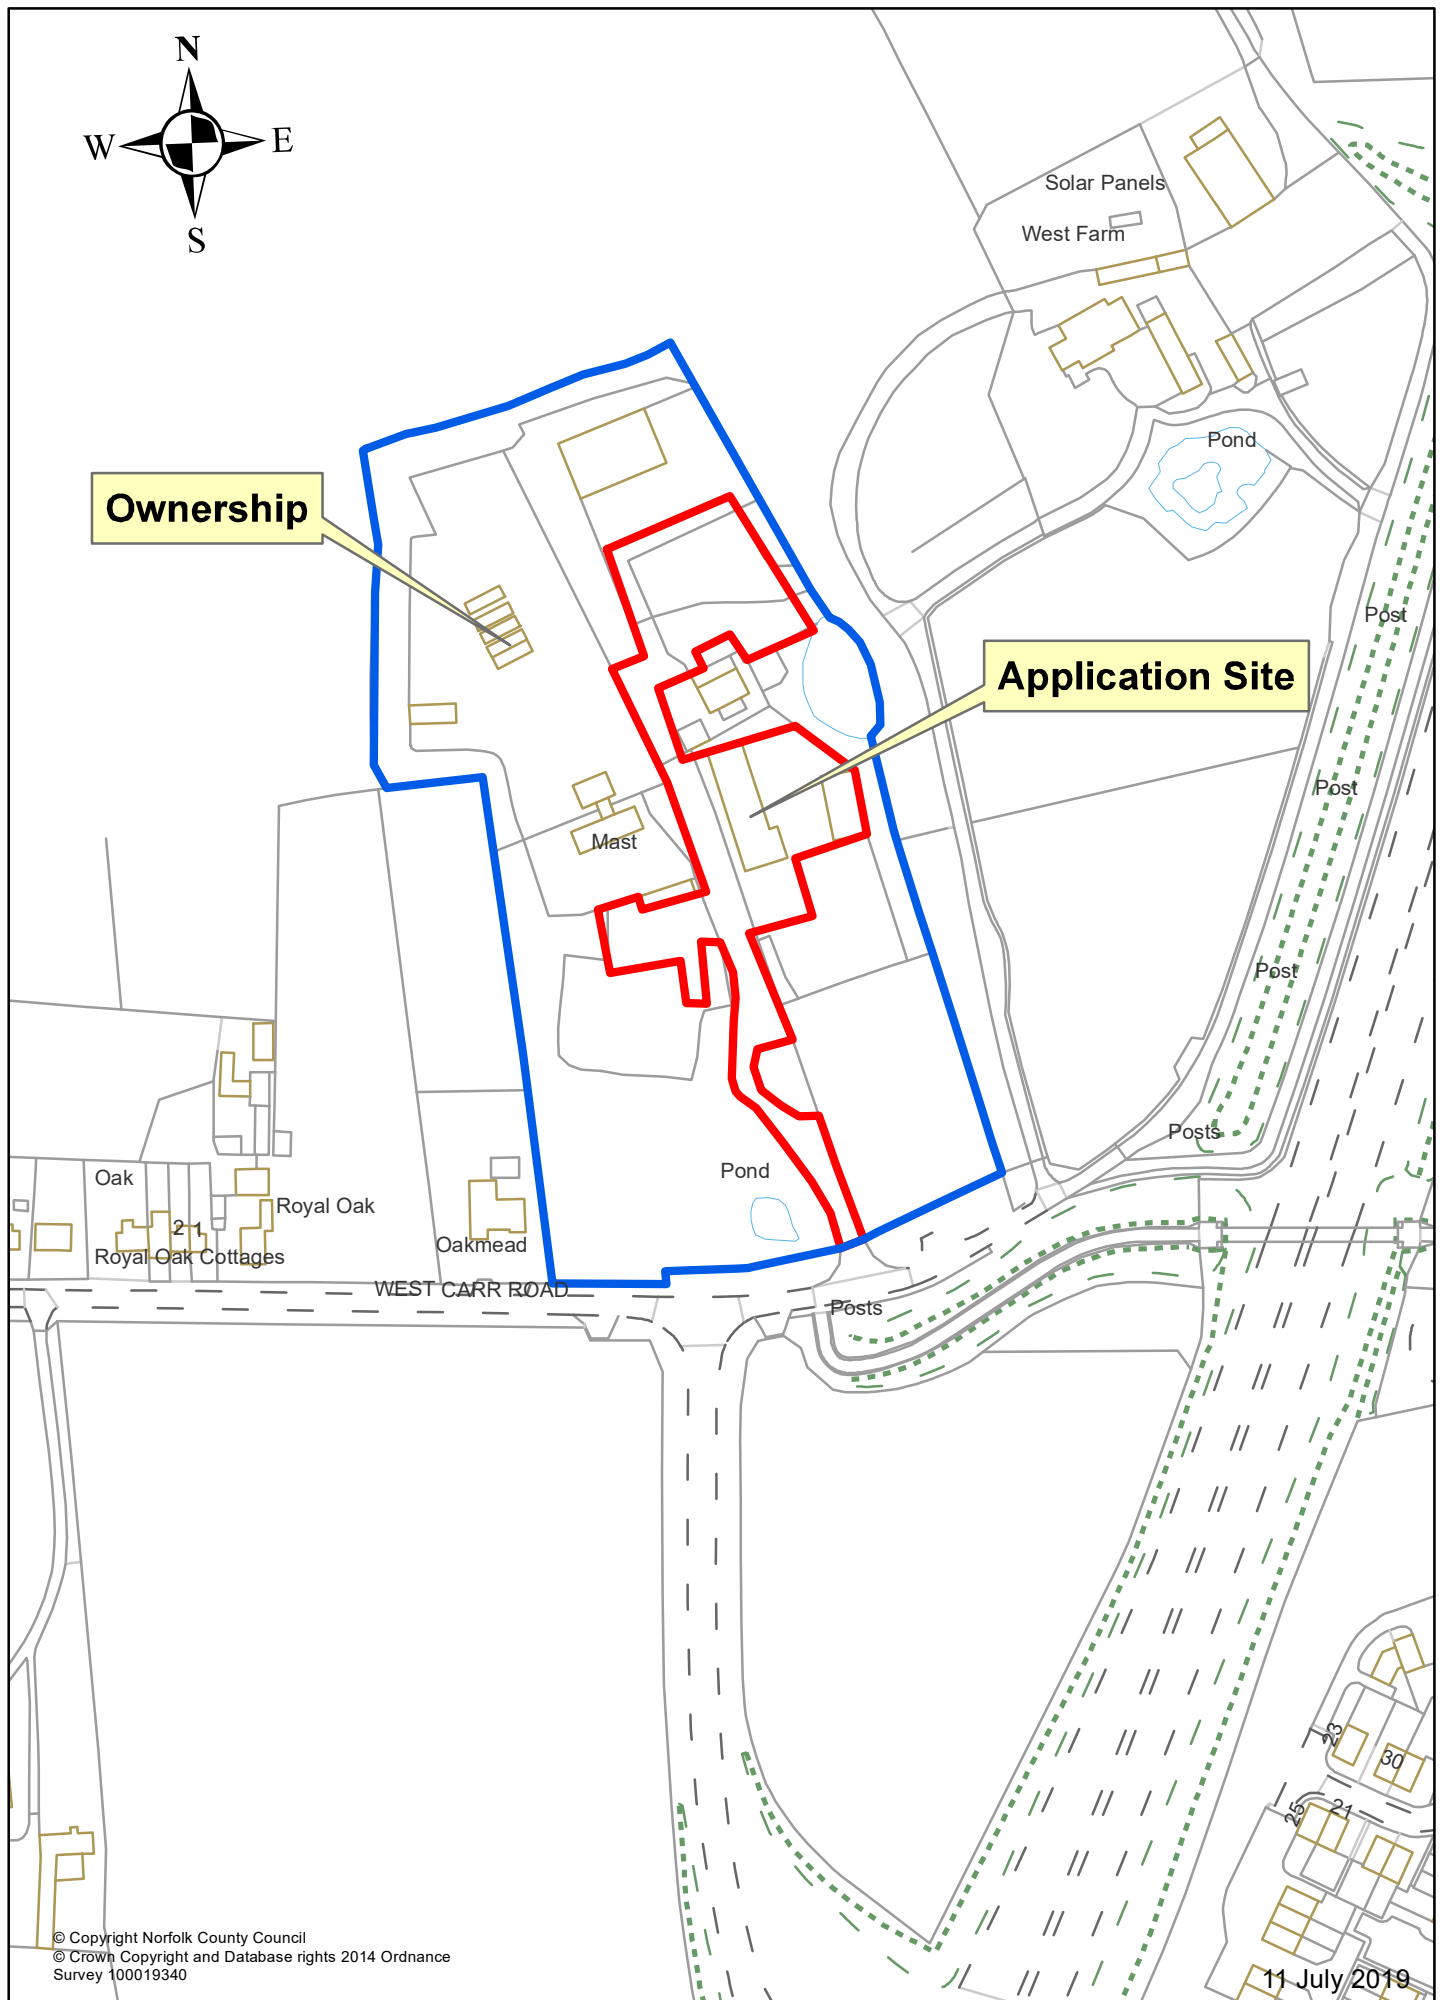 N
W E
S
Solar Panels
West Farm
Pond
Ownership
Post
Application Site
Post
Mast
Post
Posts
Pond
Oak
Royal Oak
2 1
Oakmead
Royal Oak Cottages
WEST CARR ROAD
Posts
23
30
25
21
© Copyright Norfolk County Council
© Crown Copyright and Database rights 2014 Ordnance
Survey 100019340
11 July 2019